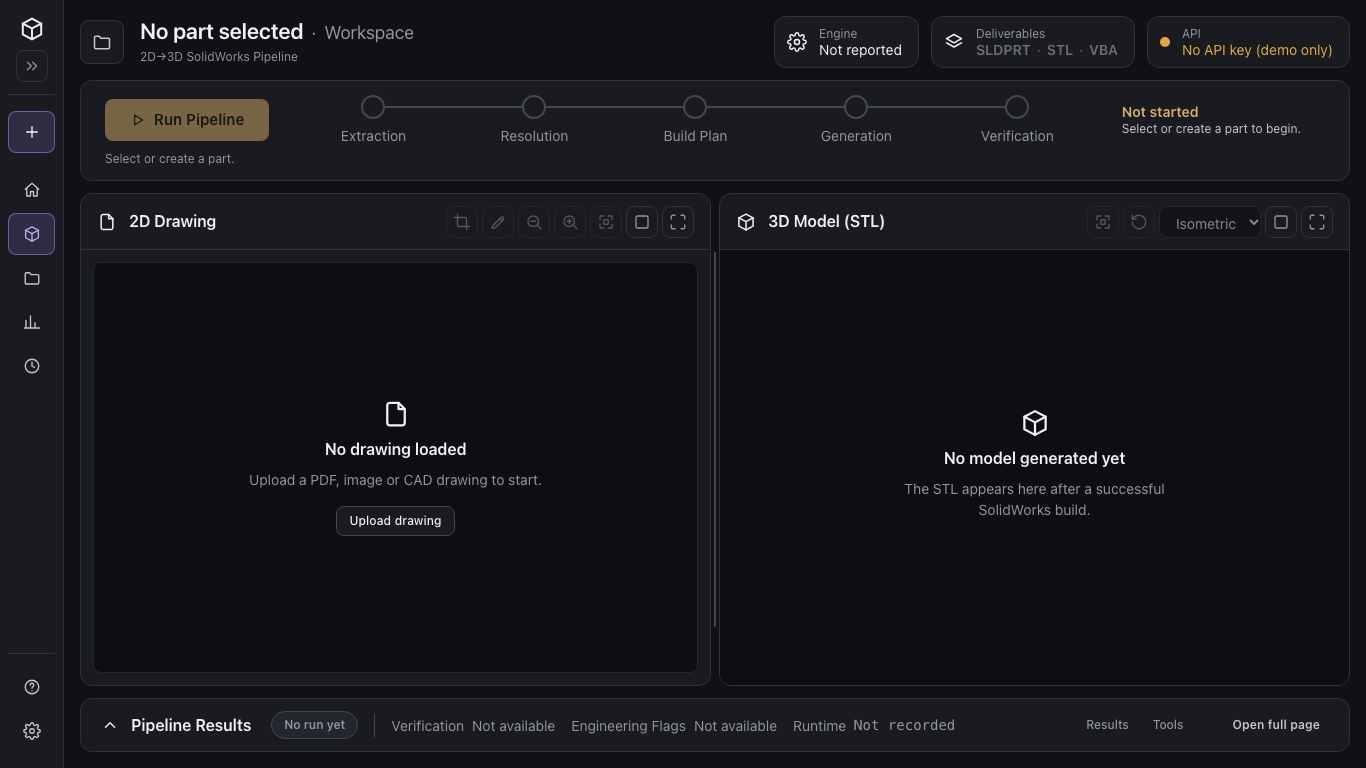 No part selected · Workspace
2D→3D SolidWorks Pipeline
Engine
Not reported
Deliverables
SLDPRT · STL · VBA
API
No API key (demo only)
Run Pipeline
Select or create a part.
Extraction
Resolution
Build Plan
Generation
Verification
Not started
Select or create a part to begin.
2D Drawing
3D Model (STL)
Isometric
No drawing loaded
Upload a PDF, image or CAD drawing to start.
Upload drawing
No model generated yet
The STL appears here after a successful
SolidWorks build.
Pipeline Results
No run yet
Verification Not available
Engineering Flags Not available
Runtime Not recorded
Results
Tools
Open full page